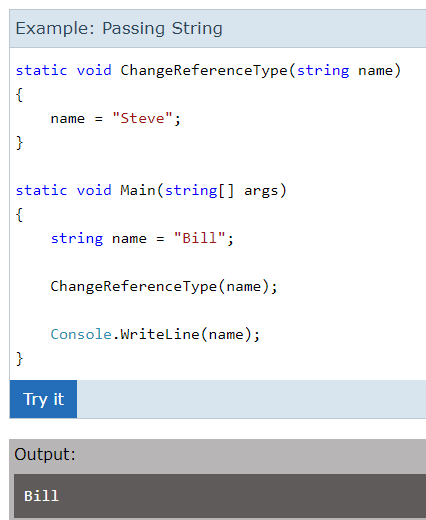 Example: Passing String
static void ChangeReferenceType(string name)
{
    name = "Steve";
}
static void Main(string[] args)
{
    string name = "Bill";
    ChangeReferenceType(name);
    Console.WriteLine(name);
}
Try it
Output:
Bill